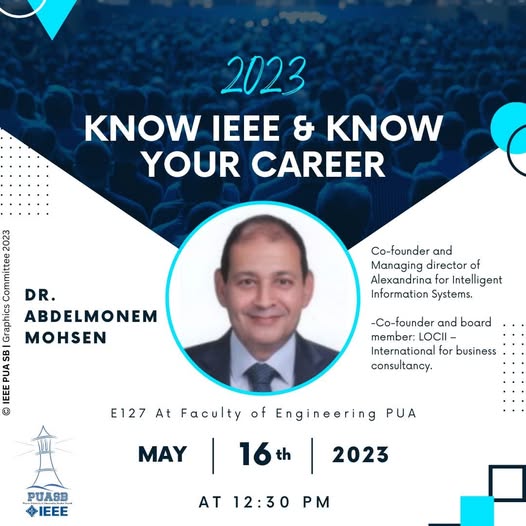 2023
KNOW IEEE & KNOW
YOUR CAREER
Co-founder and
Managing director of
Alexandrina for Intelligent
Information Systems.
-Co-founder and board
member: LOCII –
International for business
consultancy.
DR.
ABDELMONEM
MOHSEN
© IEEE PUA SB | Graphics Committee 2023
E127 At Faculty of Engineering PUA
MAY | 16th | 2023
AT 12:30 PM
PUASB
IEEE